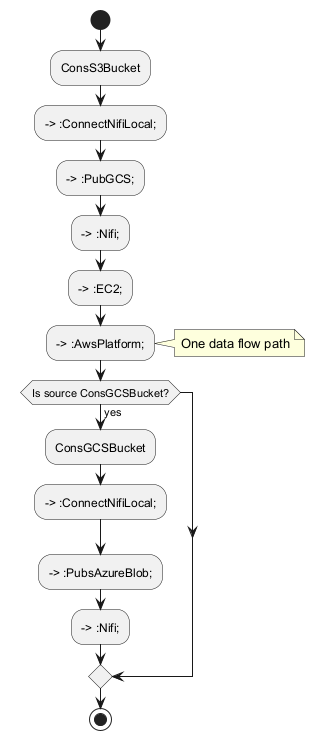 ConsS3Bucket
-> :ConnectNifiLocal;
-> :PubGCS;
-> :Nifi;
-> :EC2;
-> :AwsPlatform;
One data flow path
Is source ConsGCSBucket?
yes
ConsGCSBucket
-> :ConnectNifiLocal;
-> :PubsAzureBlob;
-> :Nifi;